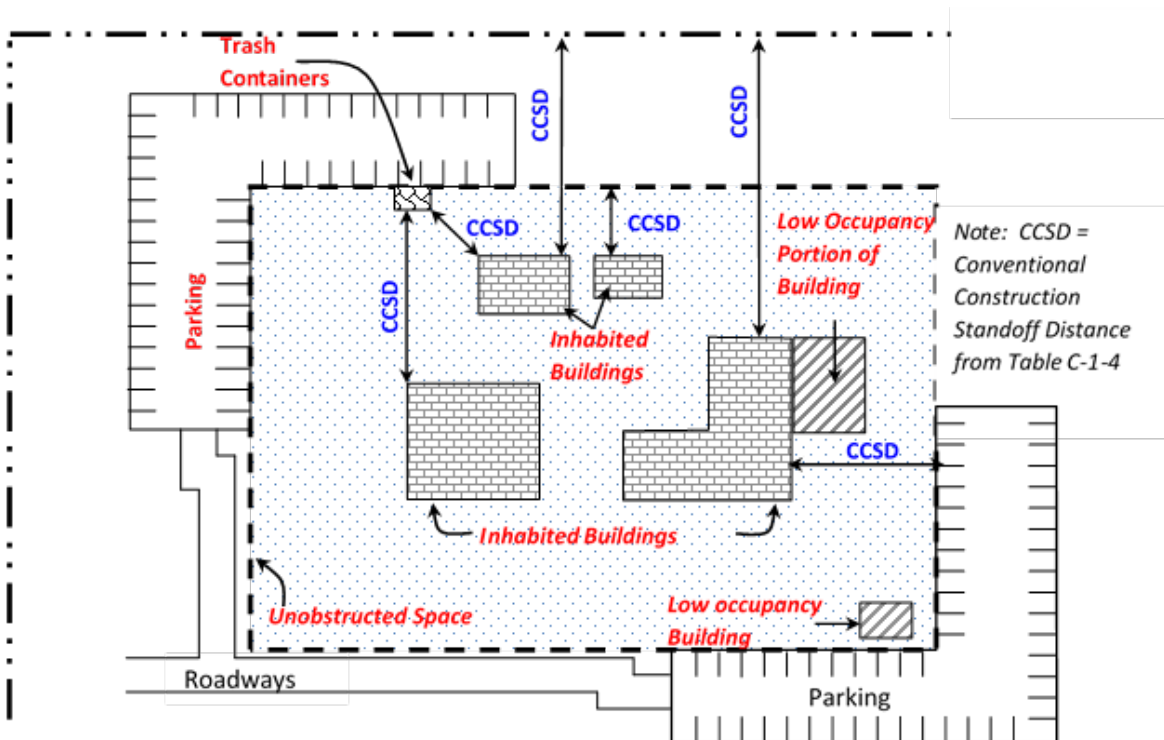 Trash
Containers
CCSD
CCSD
CCSD
CCSD
Low Occupancy
Portion of
Building
Note: CCSD =
Conventional
Construction
Standoff Distance
from Table C-1-4
Parking
CCSD
Inhabited
Buildings
CCSD
Inhabited Buildings
Unobstructed Space
Low occupancy
Building
Roadways
Parking